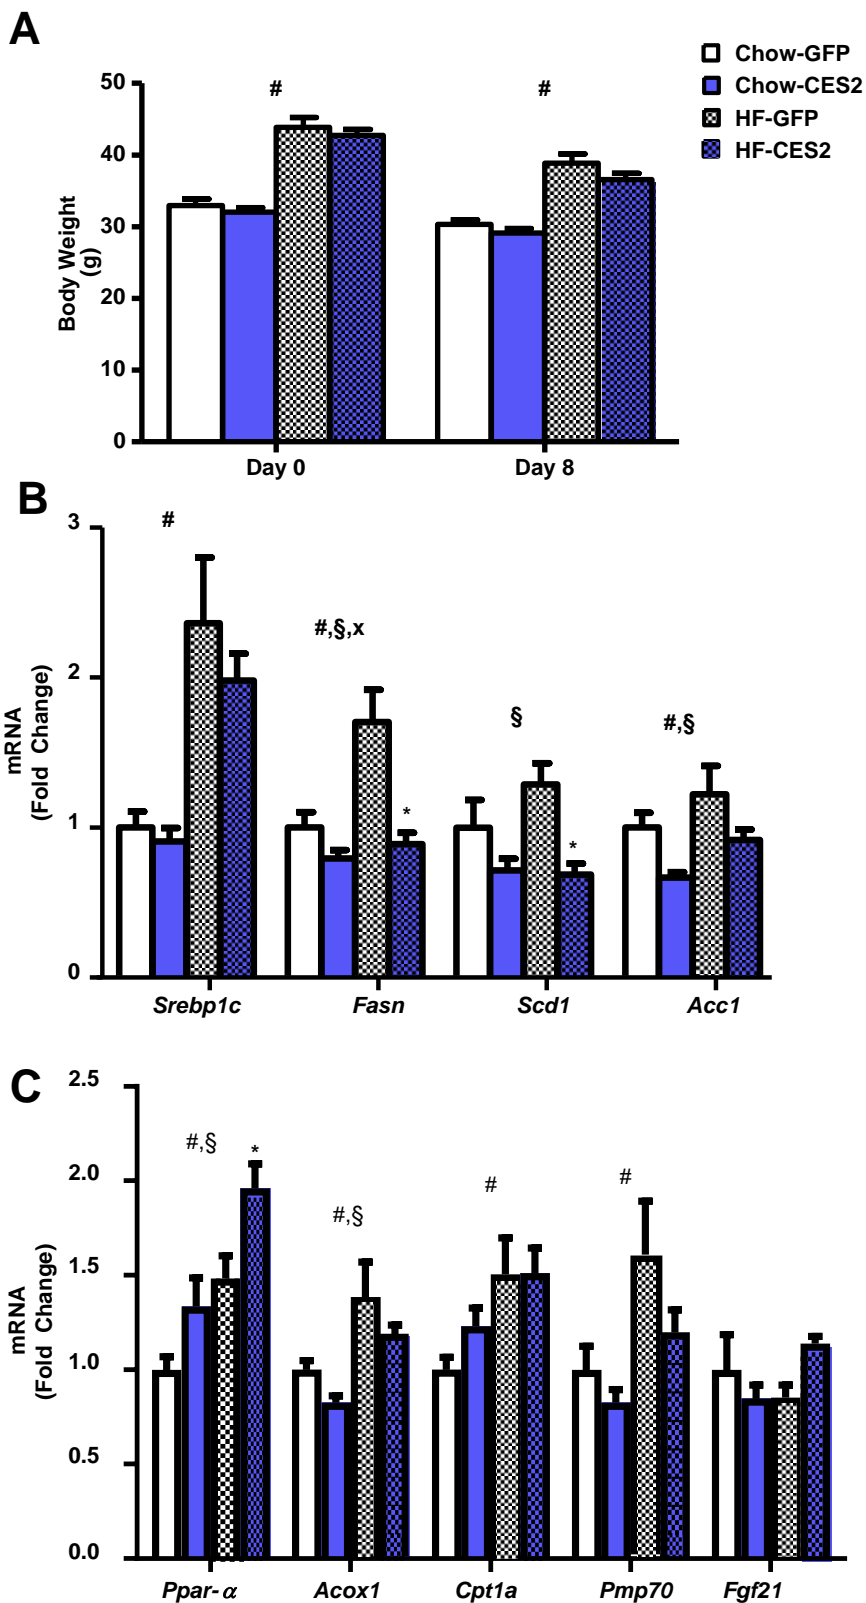 A
Chow-GFP
Chow-CES2
HF-GFP
HF-CES2
50
40
30
20
10
0
Body Weight
(g)
#
#
Day 0
Day 8
B
3
2
1
0
mRNA
(Fold Change)
#
#,§,x
*
§
*
#,§
Srebp1c
Fasn
Scd1
Acc1
C
2.5
2.0
1.5
1.0
0.5
0.0
mRNA
(Fold Change)
#,§
*
#,§
#
#
Ppar-α
Acox1
Cpt1a
Pmp70
Fgf21